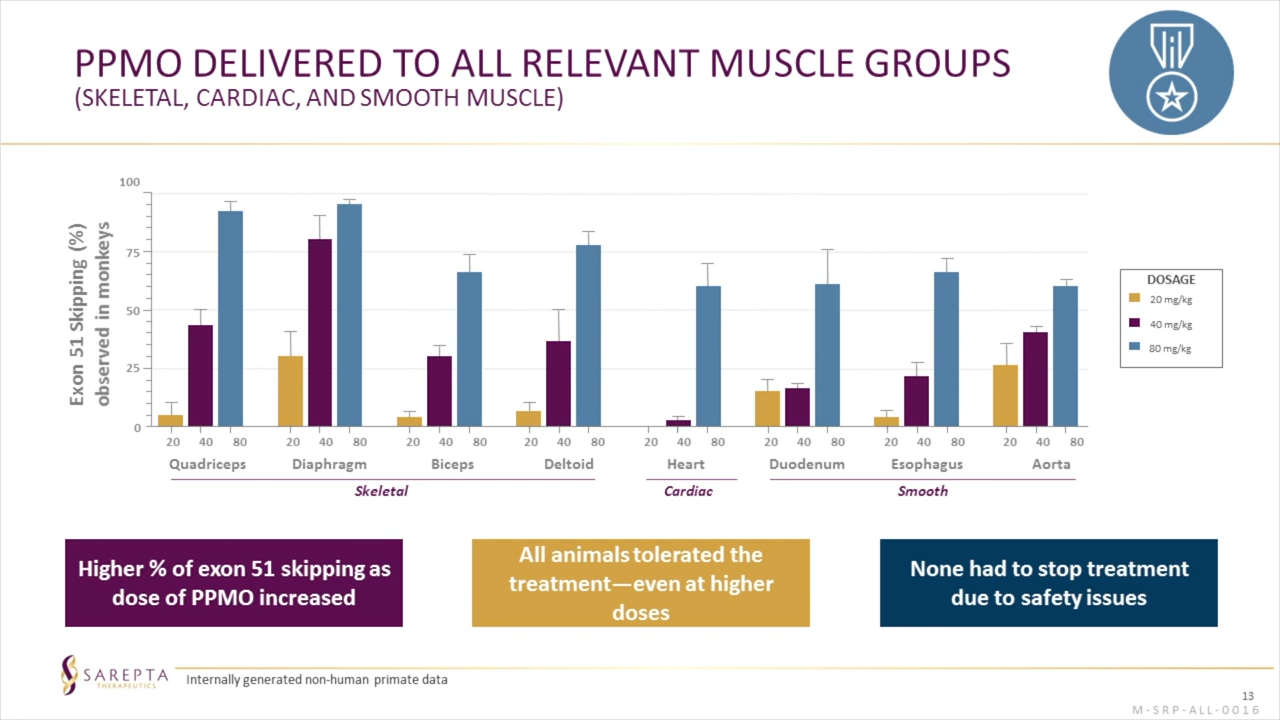 PPMO DELIVERED TO ALL RELEVANT MUSCLE GROUPS
(SKELETAL, CARDIAC, AND SMOOTH MUSCLE)
Exon 51 Skipping (%)
observed in monkeys
100
75
50
25
0
20 40 80 20 40 80 20 40 80 20 40 80 20 40 80 20 40 80 20 40 80 20 40 80
Quadriceps Diaphragm Biceps Deltoid Heart Duodenum Esophagus Aorta
Skeletal Cardiac Smooth
DOSAGE
20 mg/kg
40 mg/kg
80 mg/kg
Higher % of exon 51 skipping as
dose of PPMO increased
All animals tolerated the
treatment—even at higher
doses
None had to stop treatment
due to safety issues
SAREPTA
THERAPEUTICS
Internally generated non-human primate data
13
M-SRP-ALL-0016